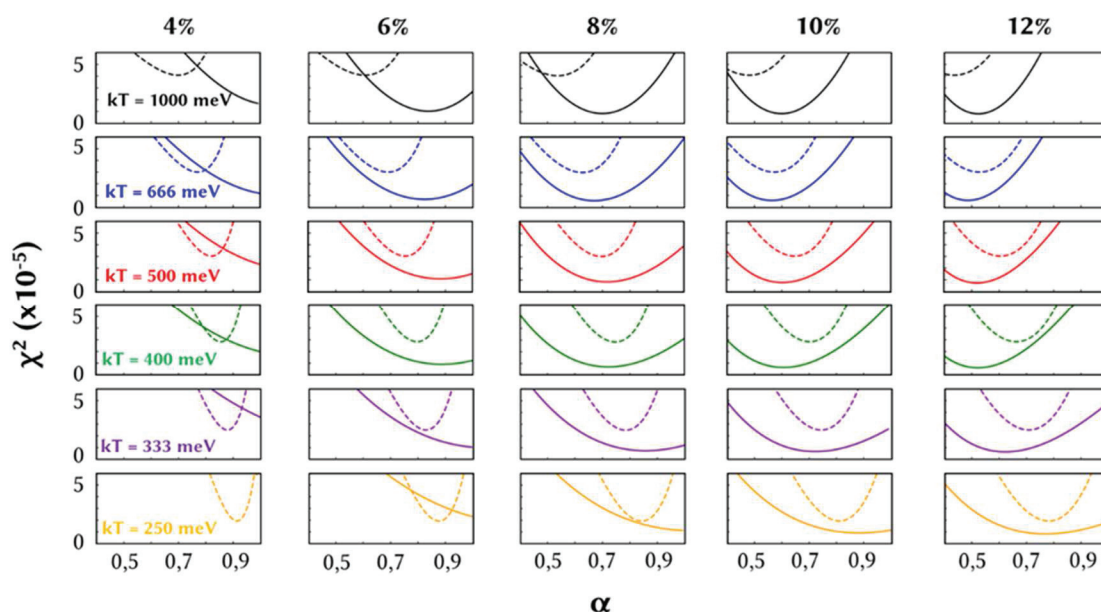 4% 6% 8% 10% 12%
5
0
kT = 1000 meV
5
0
kT = 666 meV
5
0
kT = 500 meV
5
0
kT = 400 meV
5
0
kT = 333 meV
5
0
kT = 250 meV
χ² (x10⁻⁵)
0,5 0,7 0,9 0,5 0,7 0,9 0,5 0,7 0,9 0,5 0,7 0,9 0,5 0,7 0,9
α